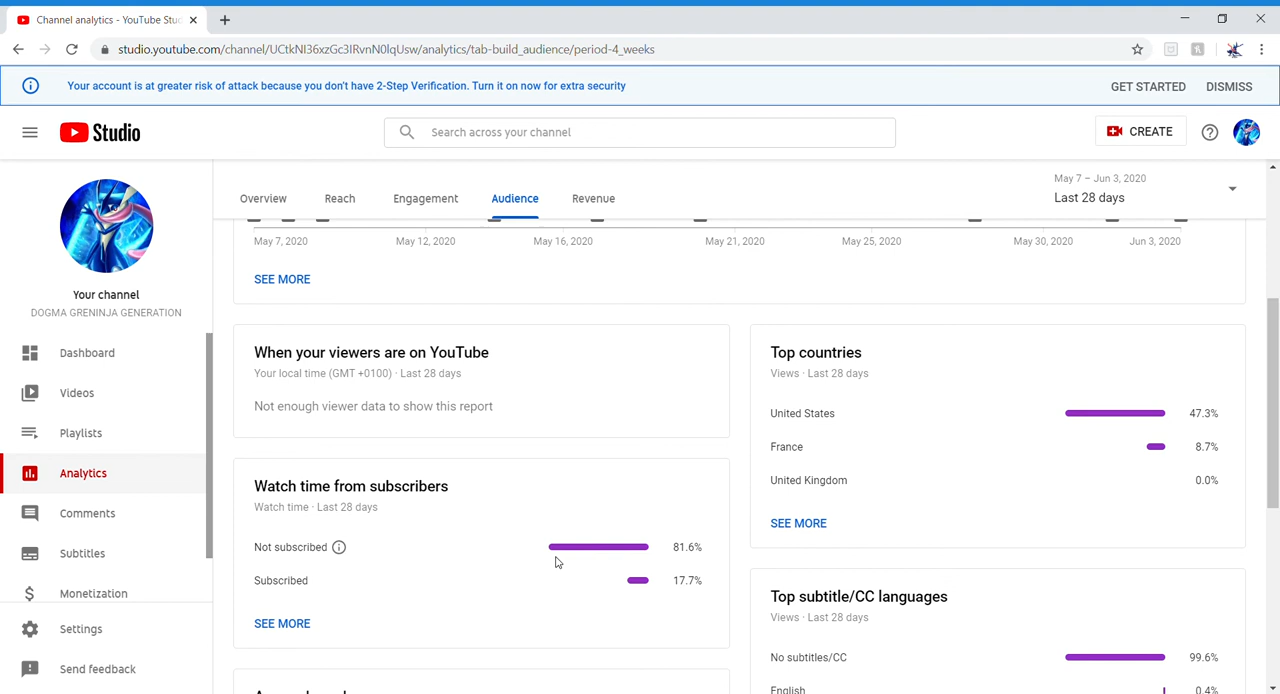 Channel analytics - YouTube Stu
studio.youtube.com/channel/UCtkNI36xzGc3IRvnN0lqUsw/analytics/tab-build_audience/period-4_weeks
Your account is at greater risk of attack because you don't have 2-Step Verification. Turn it on now for extra security
GET STARTED
DISMISS
Studio
Search across your channel
CREATE
Your channel
DOGMA GRENINJA GENERATION
Dashboard
Videos
Playlists
Analytics
Comments
Subtitles
Monetization
Settings
Send feedback
Overview
Reach
Engagement
Audience
Revenue
May 7 – Jun 3, 2020
Last 28 days
May 7, 2020
May 12, 2020
May 16, 2020
May 21, 2020
May 25, 2020
May 30, 2020
Jun 3, 2020
SEE MORE
When your viewers are on YouTube
Your local time (GMT +0100) · Last 28 days
Not enough viewer data to show this report
Watch time from subscribers
Watch time · Last 28 days
Not subscribed 81.6%
Subscribed 17.7%
SEE MORE
Top countries
Views · Last 28 days
United States 47.3%
France 8.7%
United Kingdom 0.0%
SEE MORE
Top subtitle/CC languages
Views · Last 28 days
No subtitles/CC 99.6%
English 0.4%